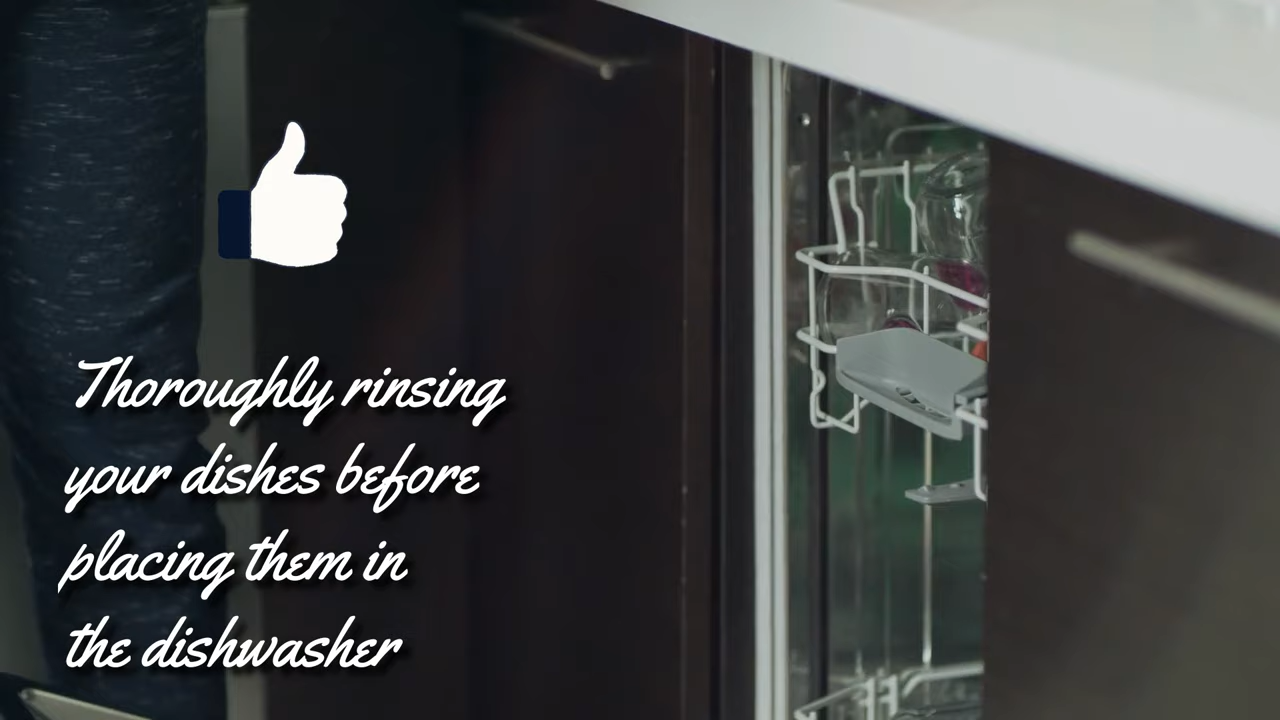 Thoroughly rinsing
your dishes before
placing them in
the dishwasher